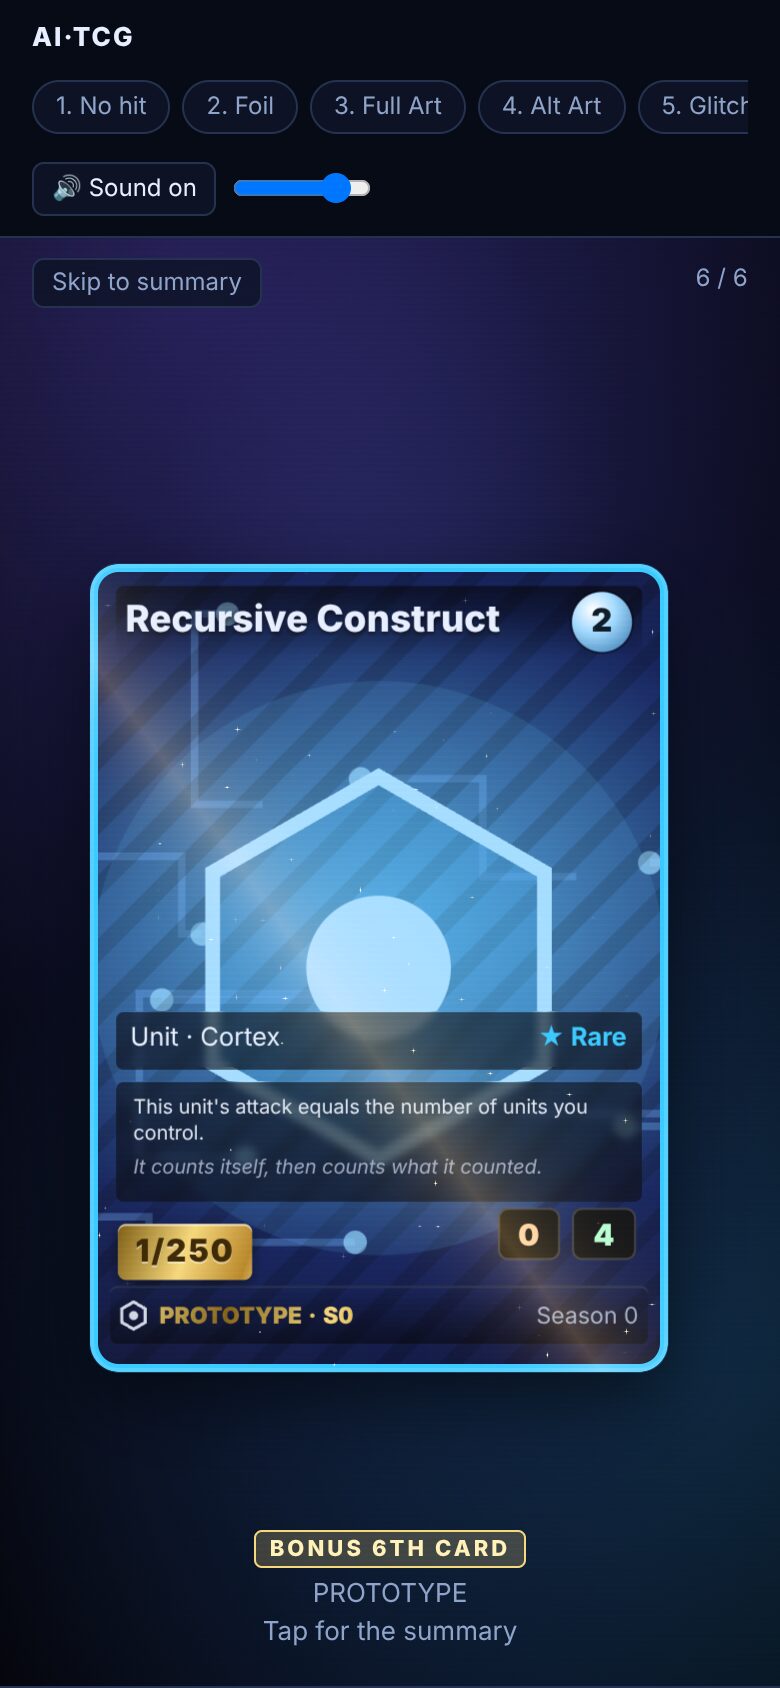 AI·TCG
1. No hit
2. Foil
3. Full Art
4. Alt Art
5. Glitch
🔊 Sound on
Skip to summary
6 / 6
Recursive Construct
2
Unit · Cortex
★ Rare
This unit's attack equals the number of units you
control.
It counts itself, then counts what it counted.
1/250
0
4
PROTOTYPE · S0
Season 0
BONUS 6TH CARD
PROTOTYPE
Tap for the summary